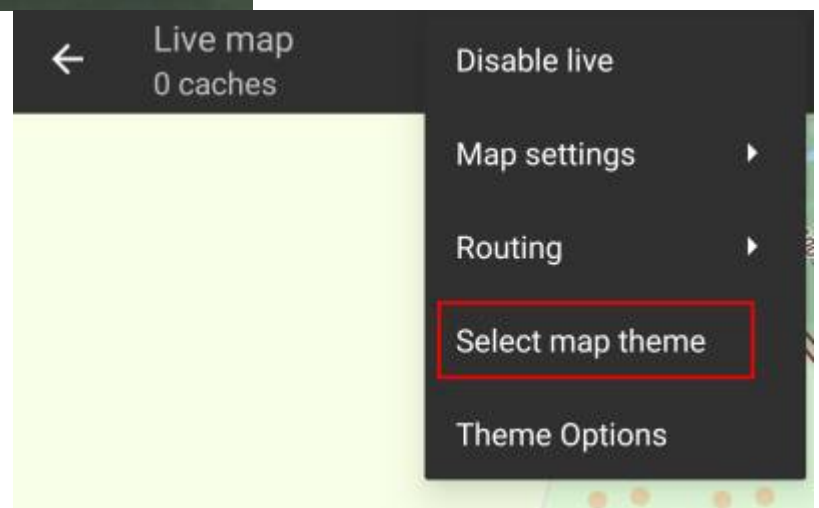 Live map
0 caches
Disable live
Map settings
Routing
Select map theme
Theme Options